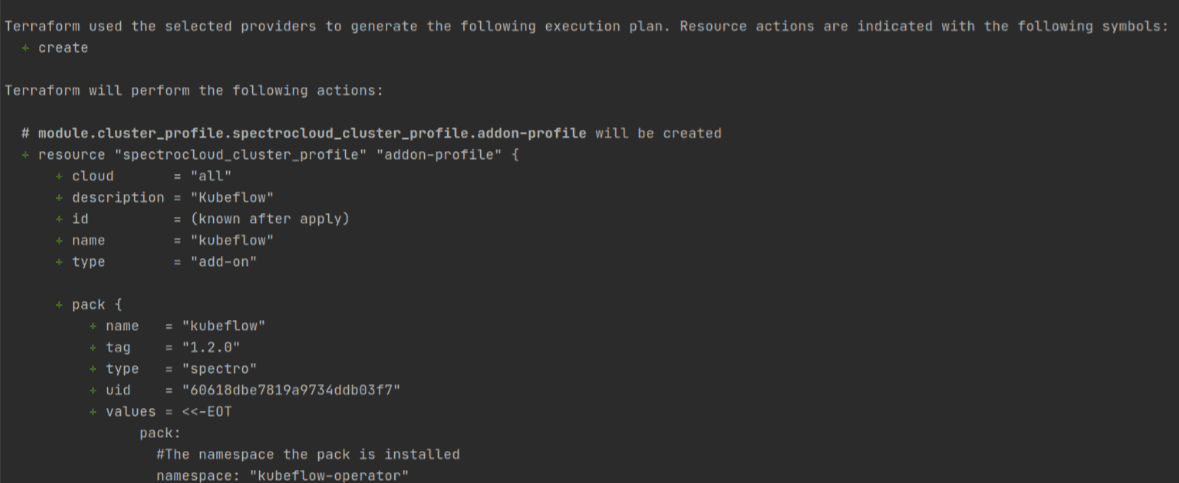 Terraform used the selected providers to generate the following execution plan. Resource actions are indicated with the following symbols:
  + create

Terraform will perform the following actions:

  # module.cluster_profile.spectrocloud_cluster_profile.addon-profile will be created
  + resource "spectrocloud_cluster_profile" "addon-profile" {
      + cloud       = "all"
      + description = "Kubeflow"
      + id          = (known after apply)
      + name        = "kubeflow"
      + type        = "add-on"

      + pack {
          + name   = "kubeflow"
          + tag    = "1.2.0"
          + type   = "spectro"
          + uid    = "60618dbe7819a9734ddb03f7"
          + values = <<-EOT
                pack:
                  #The namespace the pack is installed
                  namespace: "kubeflow-operator"